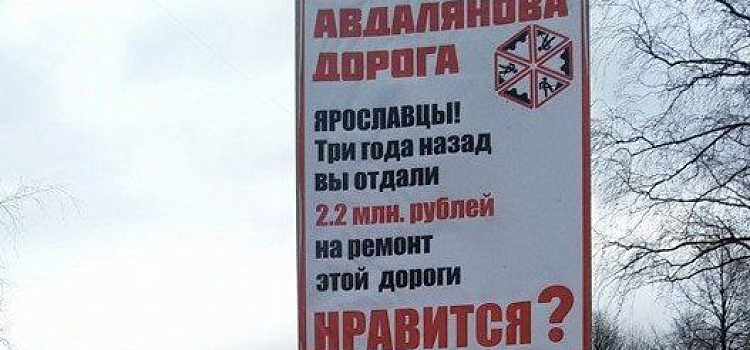 АВДАЛЯНОВА
ДОРОГА
ЯРОСЛАВЦЫ!
Три года назад
вы отдали
2.2 млн. рублей
на ремонт
этой дороги
НРАВИТСЯ?